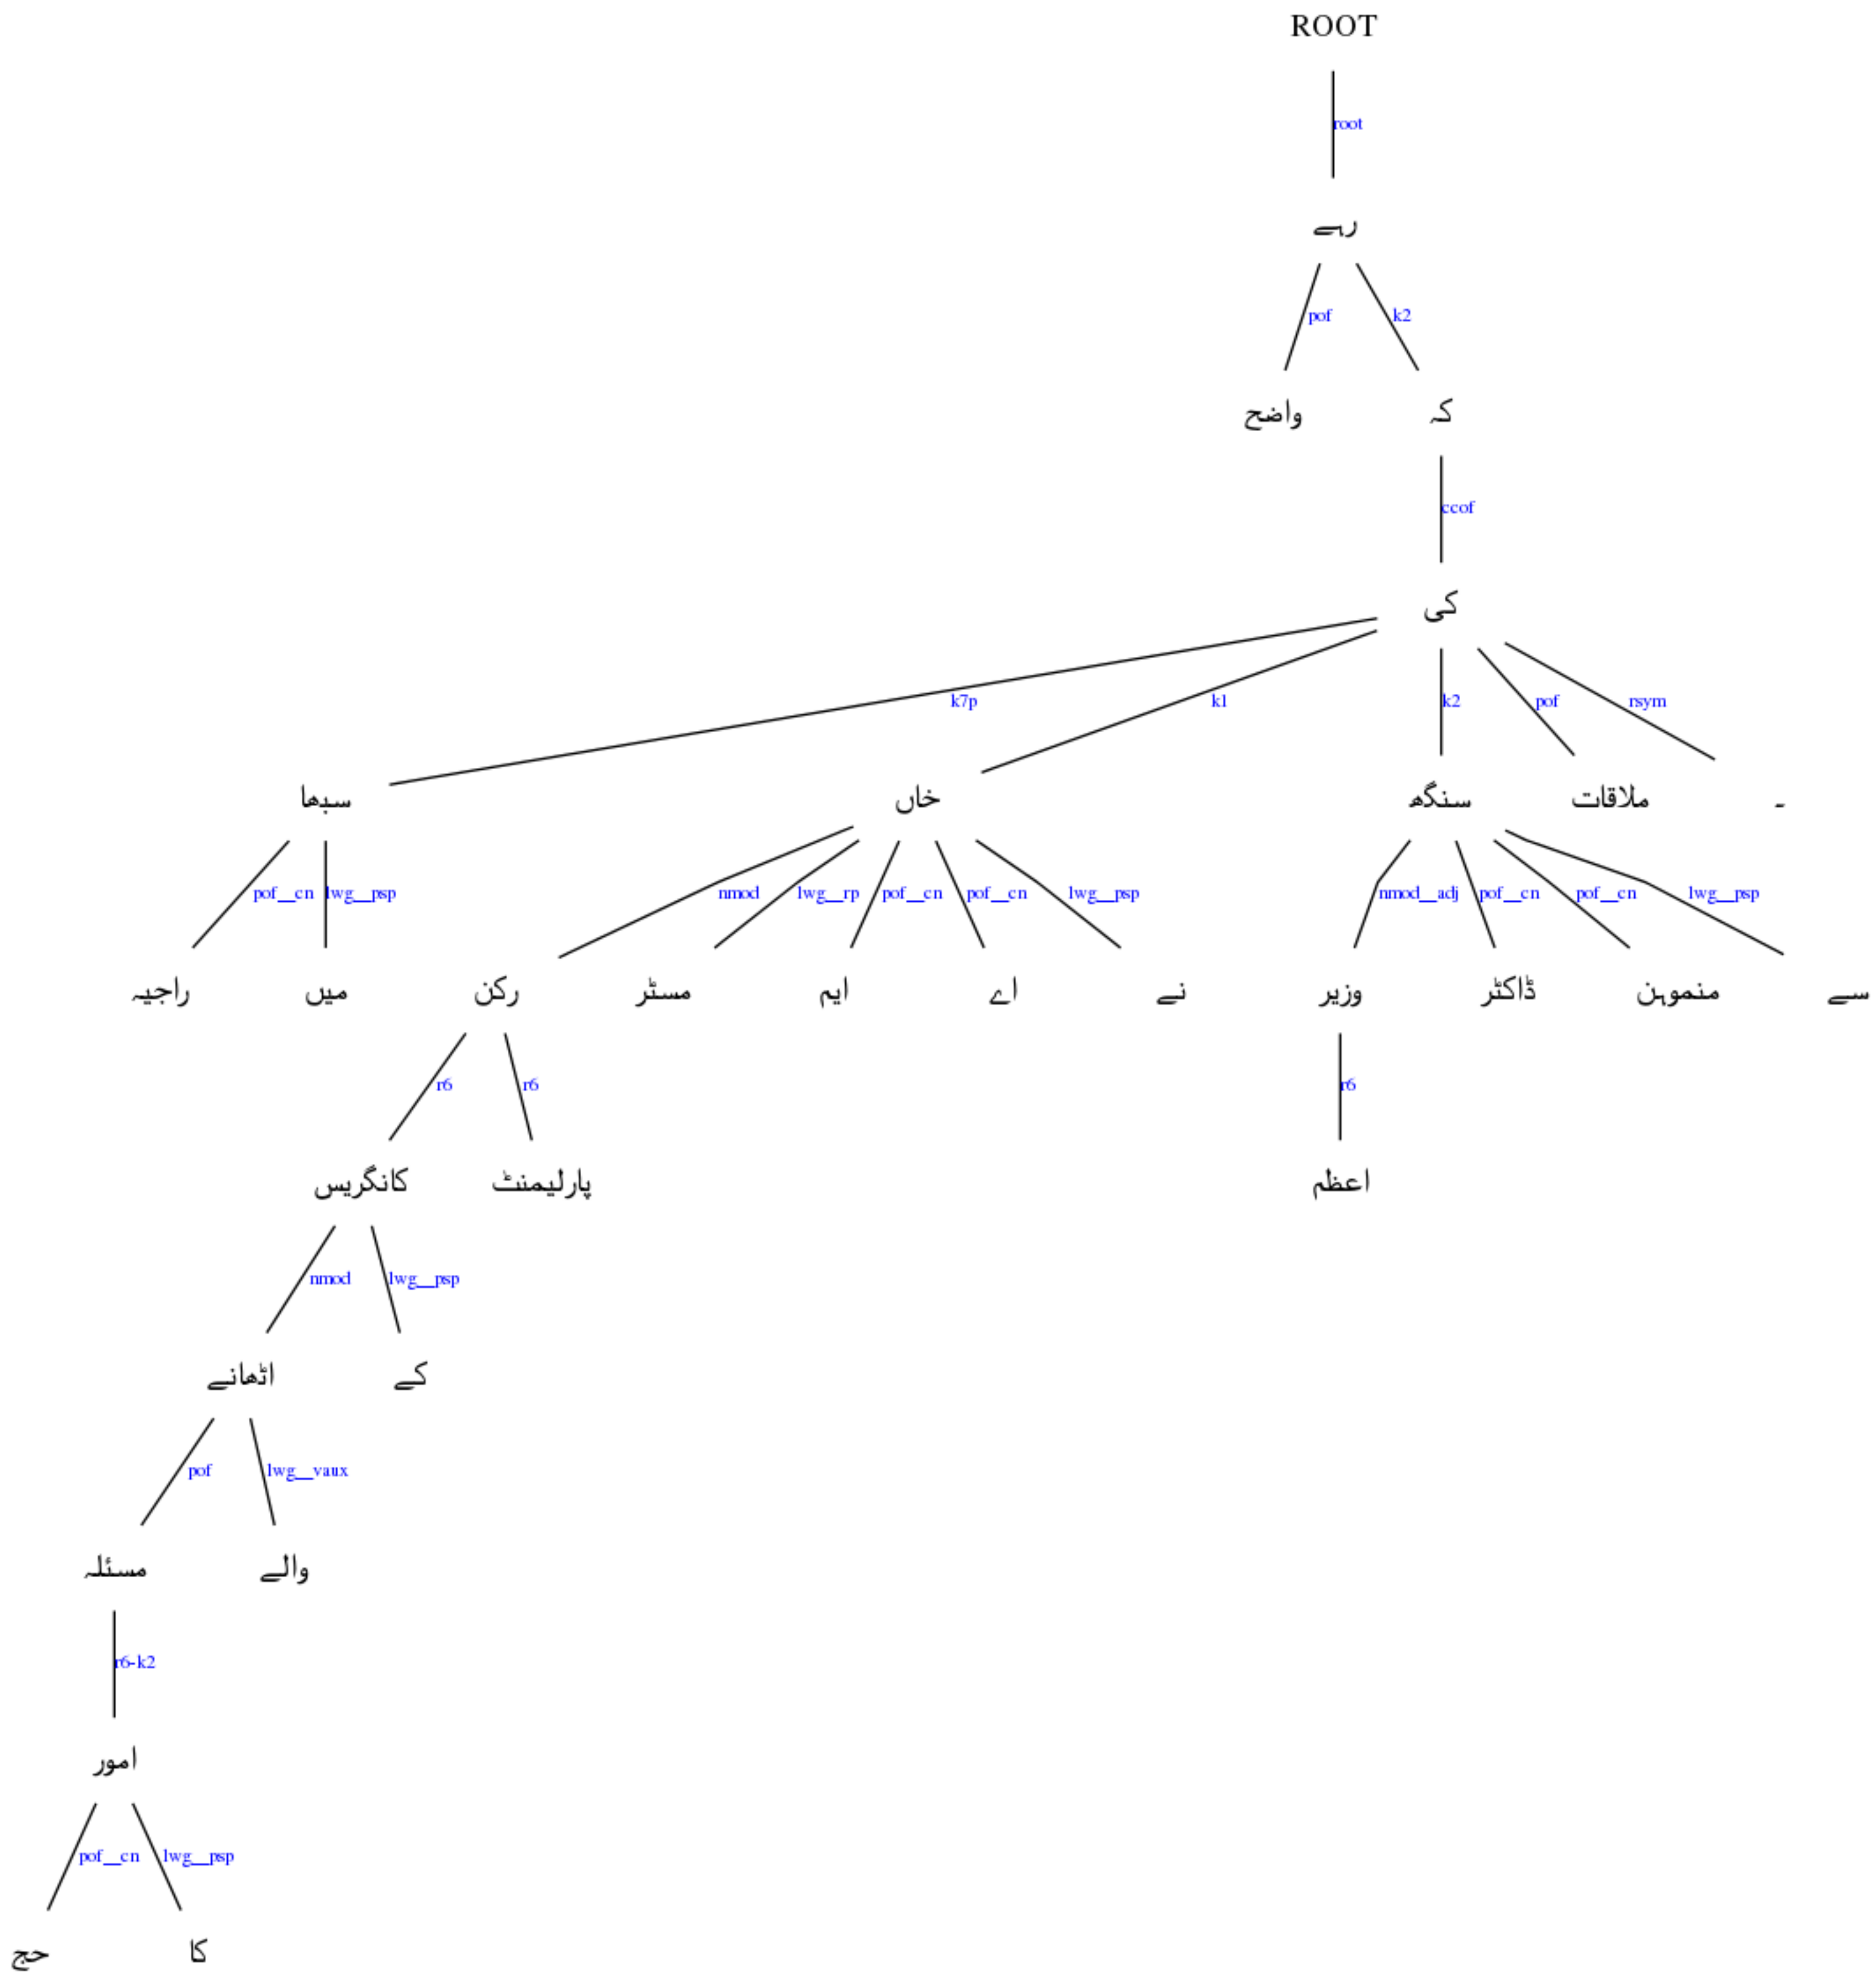 ROOT
root
رہے
pof
k2
واضح
کہ
ccof
کی
k7p
k1
k2
pof
rsym
سبھا
خاں
سنگھ
ملاقات
۔
pof__cn
lwg__psp
nmod
lwg__rp
pof__cn
pof__cn
lwg__psp
nmod__adj
pof__cn
pof__cn
lwg__psp
راجیہ
میں
رکن
مسٹر
ایم
اے
نے
وزیر
ڈاکٹر
منموہن
سے
r6
r6
r6
کانگریس
پارلیمنٹ
اعظم
nmod
lwg__psp
اٹھانے
کے
pof
lwg__vaux
مسئلہ
والے
r6-k2
امور
pof__cn
lwg__psp
حج
کا